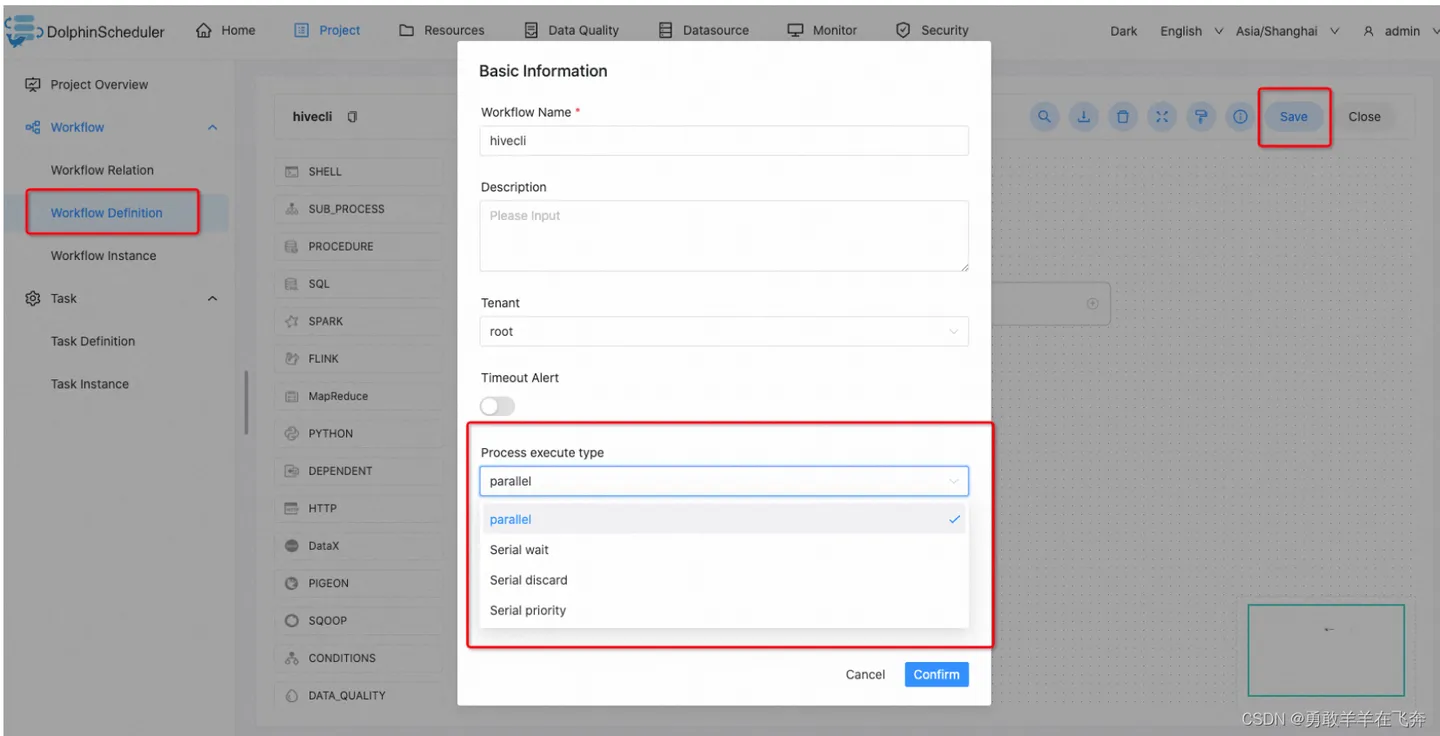 DolphinScheduler
Home
Project
Resources
Data Quality
Datasource
Monitor
Security
Dark
English
Asia/Shanghai
admin
Project Overview
Workflow
Workflow Relation
Workflow Definition
Workflow Instance
Task
Task Definition
Task Instance
hivecli
Save
Close
SHELL
SUB_PROCESS
PROCEDURE
SQL
SPARK
FLINK
MapReduce
PYTHON
DEPENDENT
HTTP
DataX
PIGEON
SQOOP
CONDITIONS
DATA_QUALITY
Basic Information
Workflow Name *
hivecli
Description
Please Input
Tenant
root
Timeout Alert
Process execute type
parallel
parallel
Serial wait
Serial discard
Serial priority
Cancel
Confirm
CSDN @勇敢羊羊在飞奔